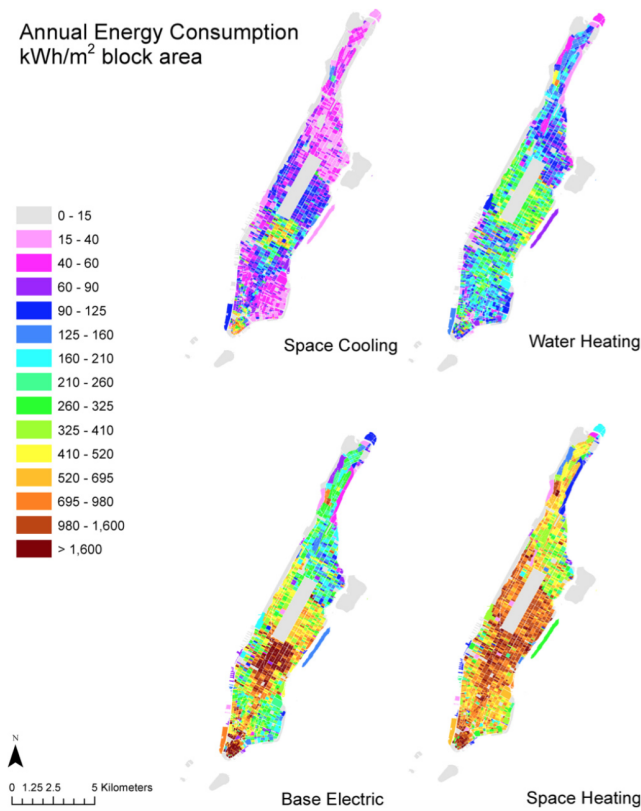 Annual Energy Consumption
kWh/m² block area
0 - 15
15 - 40
40 - 60
60 - 90
90 - 125
125 - 160
160 - 210
210 - 260
260 - 325
325 - 410
410 - 520
520 - 695
695 - 980
980 - 1,600
> 1,600
Space Cooling
Water Heating
N
0 1.25 2.5 5 Kilometers
Base Electric
Space Heating